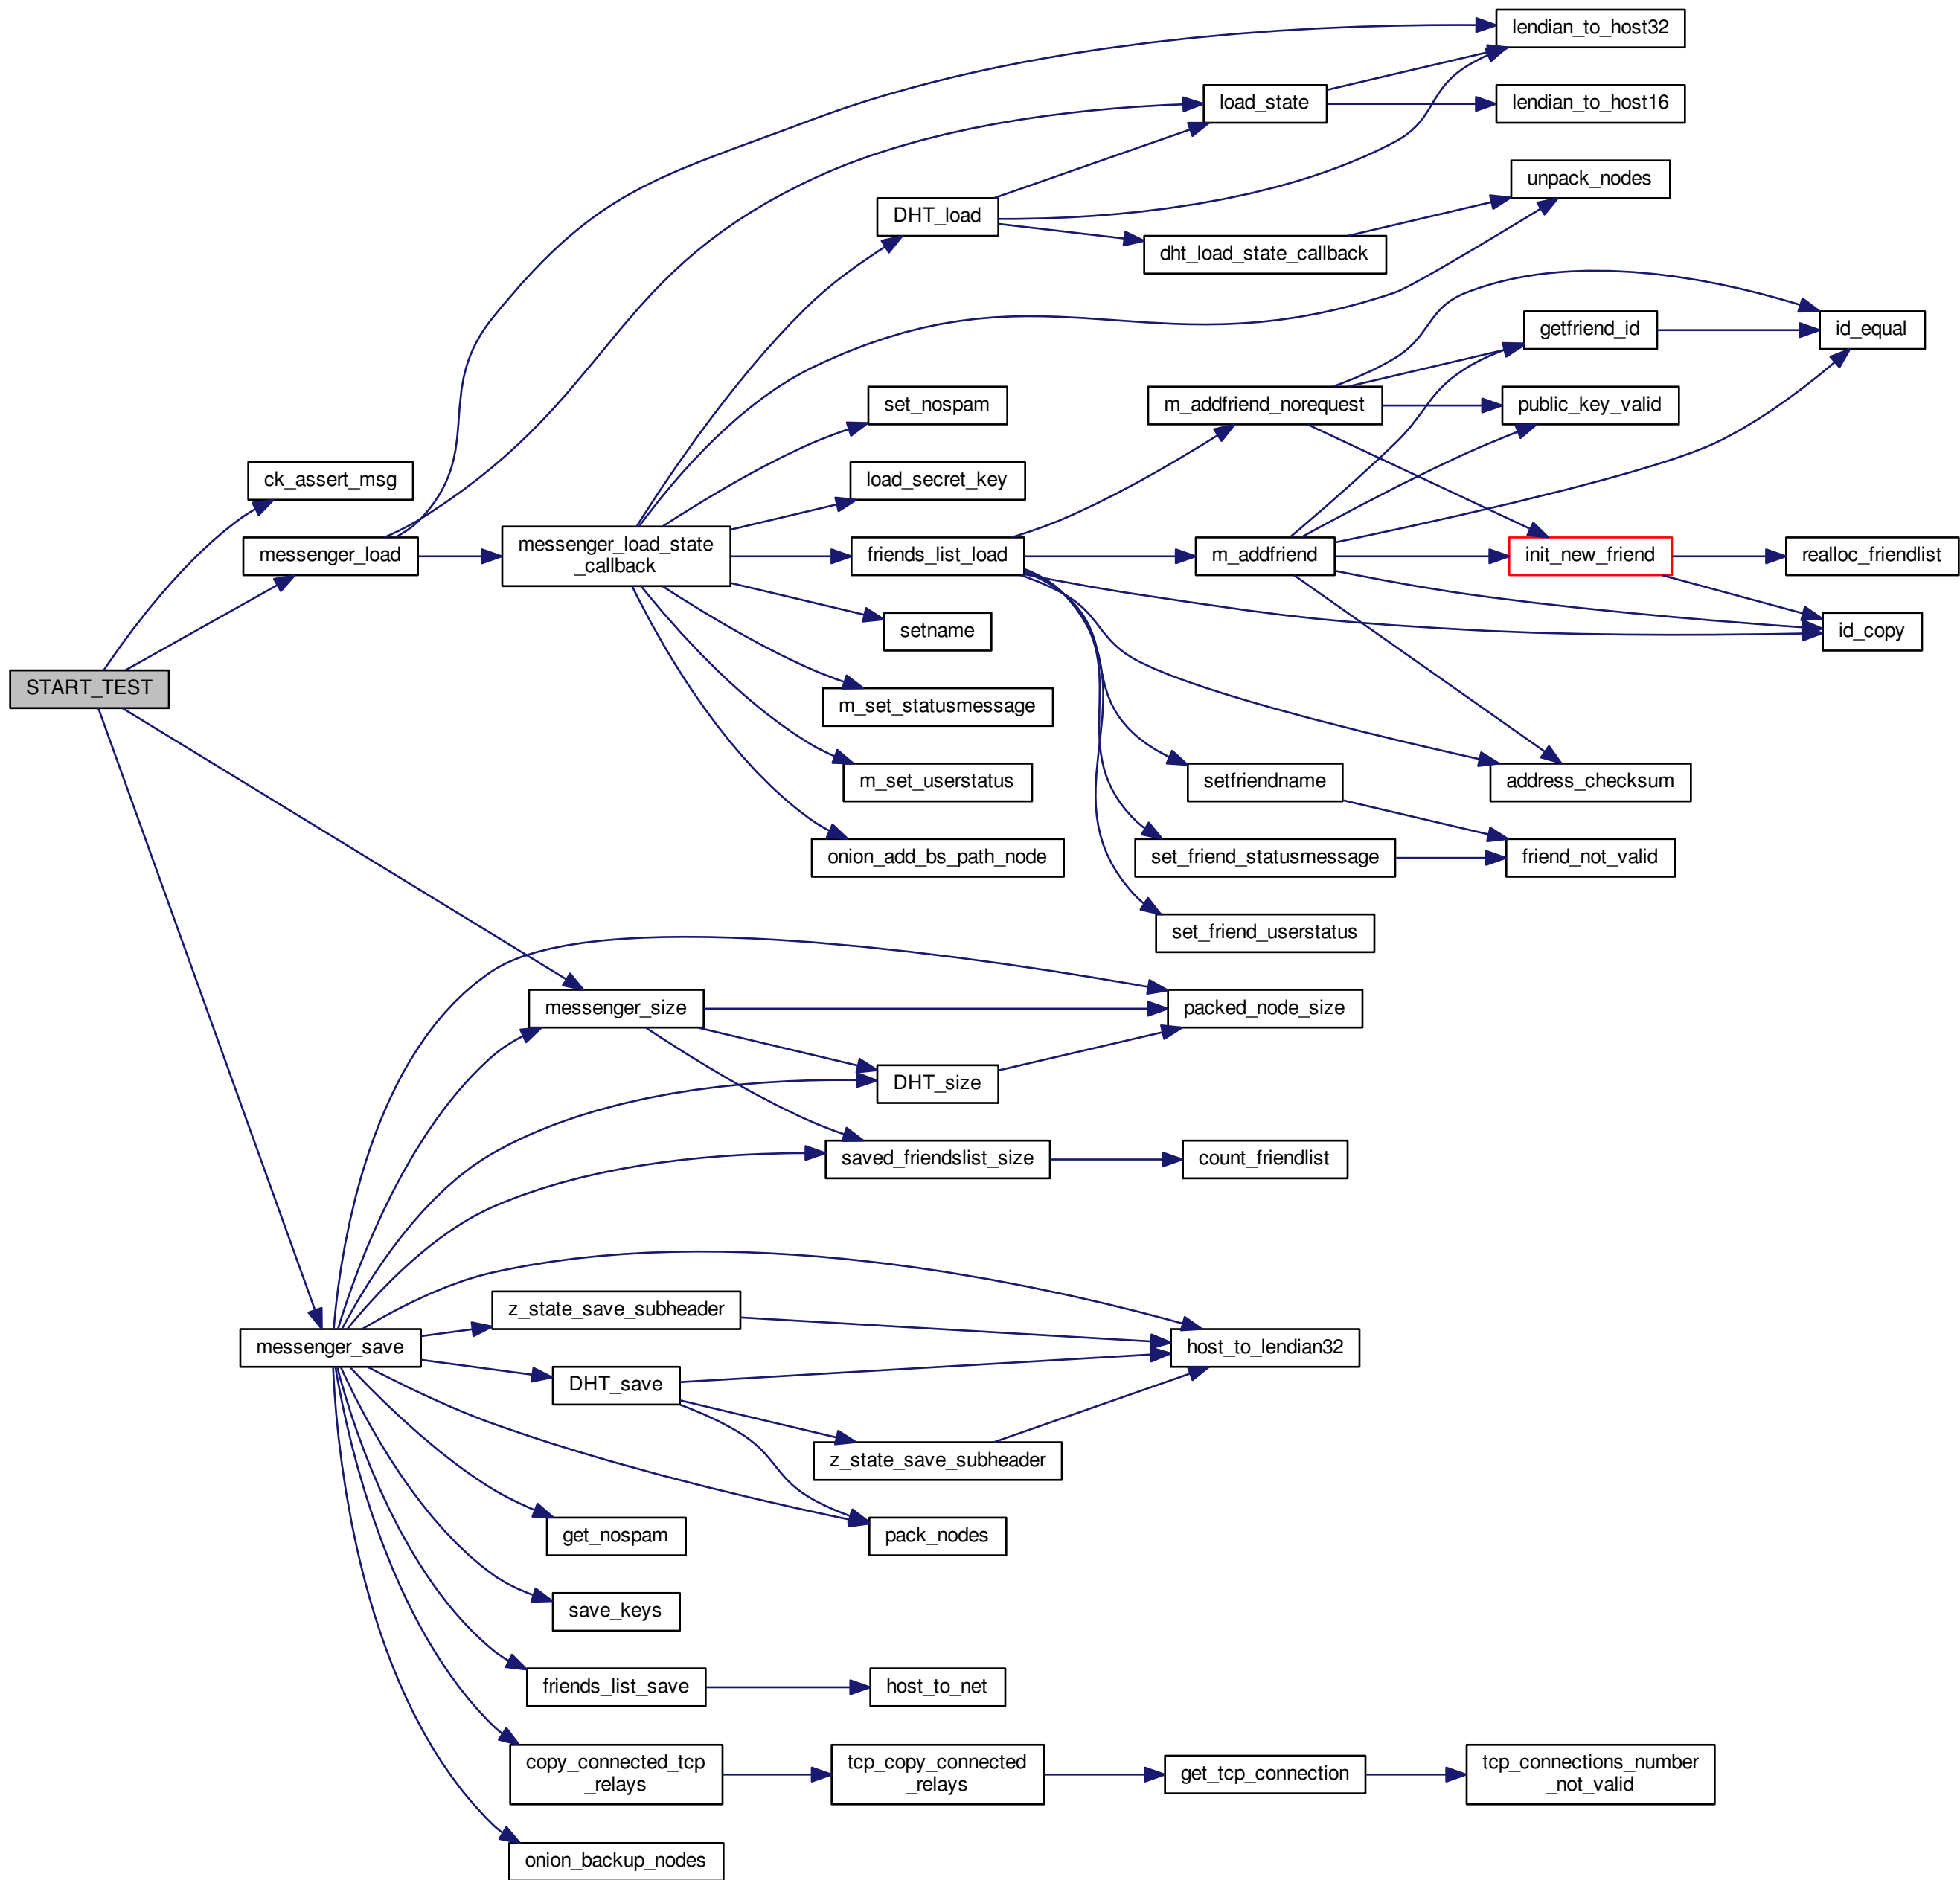 lendian_to_host32
load_state
lendian_to_host16
unpack_nodes
DHT_load
dht_load_state_callback
getfriend_id
id_equal
set_nospam
m_addfriend_norequest
public_key_valid
ck_assert_msg
load_secret_key
messenger_load
messenger_load_state
_callback
friends_list_load
m_addfriend
init_new_friend
realloc_friendlist
setname
id_copy
START_TEST
m_set_statusmessage
m_set_userstatus
setfriendname
address_checksum
onion_add_bs_path_node
set_friend_statusmessage
friend_not_valid
set_friend_userstatus
messenger_size
packed_node_size
DHT_size
saved_friendslist_size
count_friendlist
z_state_save_subheader
messenger_save
host_to_lendian32
DHT_save
z_state_save_subheader
get_nospam
pack_nodes
save_keys
friends_list_save
host_to_net
copy_connected_tcp
_relays
tcp_copy_connected
_relays
get_tcp_connection
tcp_connections_number
_not_valid
onion_backup_nodes